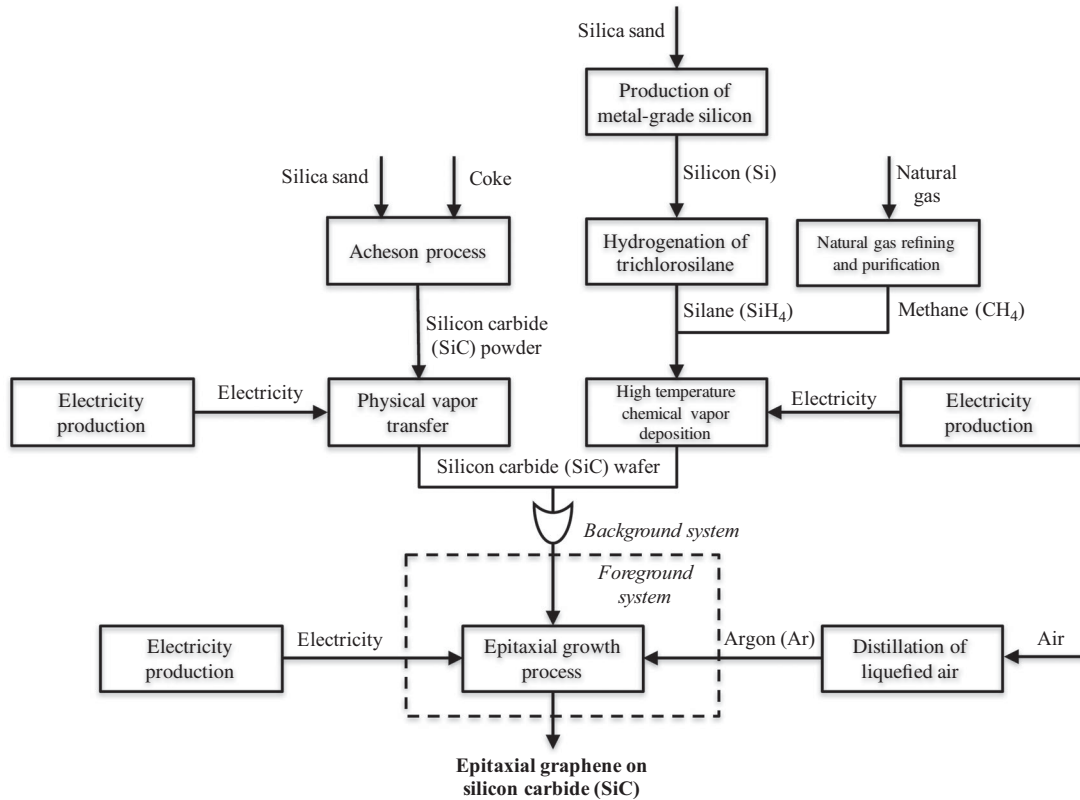 Silica sand
Production of
metal-grade silicon
Silica sand
Coke
Silicon (Si)
Natural
gas
Acheson process
Hydrogenation of
trichlorosilane
Natural gas refining
and purification
Silicon carbide
(SiC) powder
Silane (SiH₄)
Methane (CH₄)
Electricity
production
Electricity
Physical vapor
transfer
High temperature
chemical vapor
deposition
Electricity
Electricity
production
Silicon carbide (SiC) wafer
Background system
Foreground
system
Electricity
production
Electricity
Epitaxial growth
process
Argon (Ar)
Distillation of
liquefied air
Air
Epitaxial graphene on
silicon carbide (SiC)